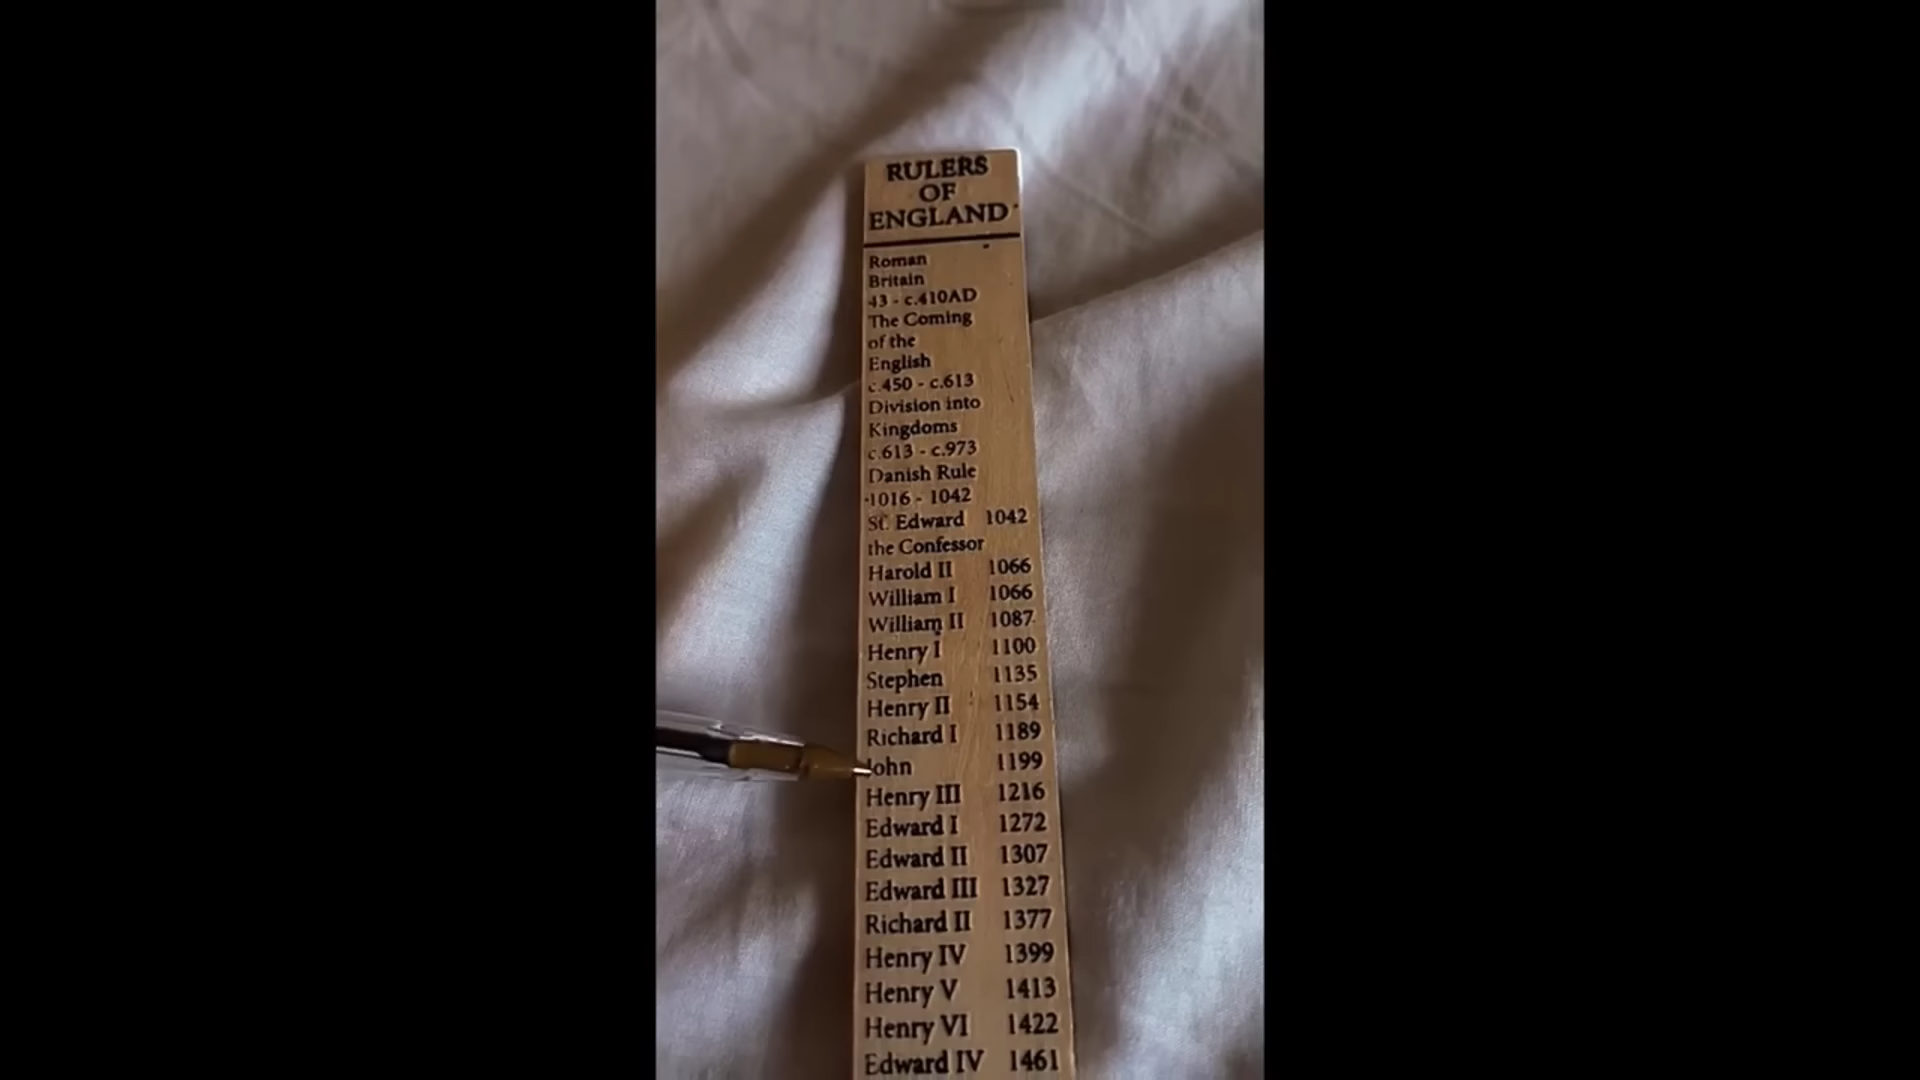 RULERS
OF
ENGLAND
Roman
Britain
43 - c.410AD
The Coming
of the
English
c.450 - c.613
Division into
Kingdoms
c.613 - c.973
Danish Rule
1016 - 1042
St. Edward 1042
the Confessor
Harold II 1066
William I 1066
William II 1087
Henry I 1100
Stephen 1135
Henry II 1154
Richard I 1189
John 1199
Henry III 1216
Edward I 1272
Edward II 1307
Edward III 1327
Richard II 1377
Henry IV 1399
Henry V 1413
Henry VI 1422
Edward IV 1461